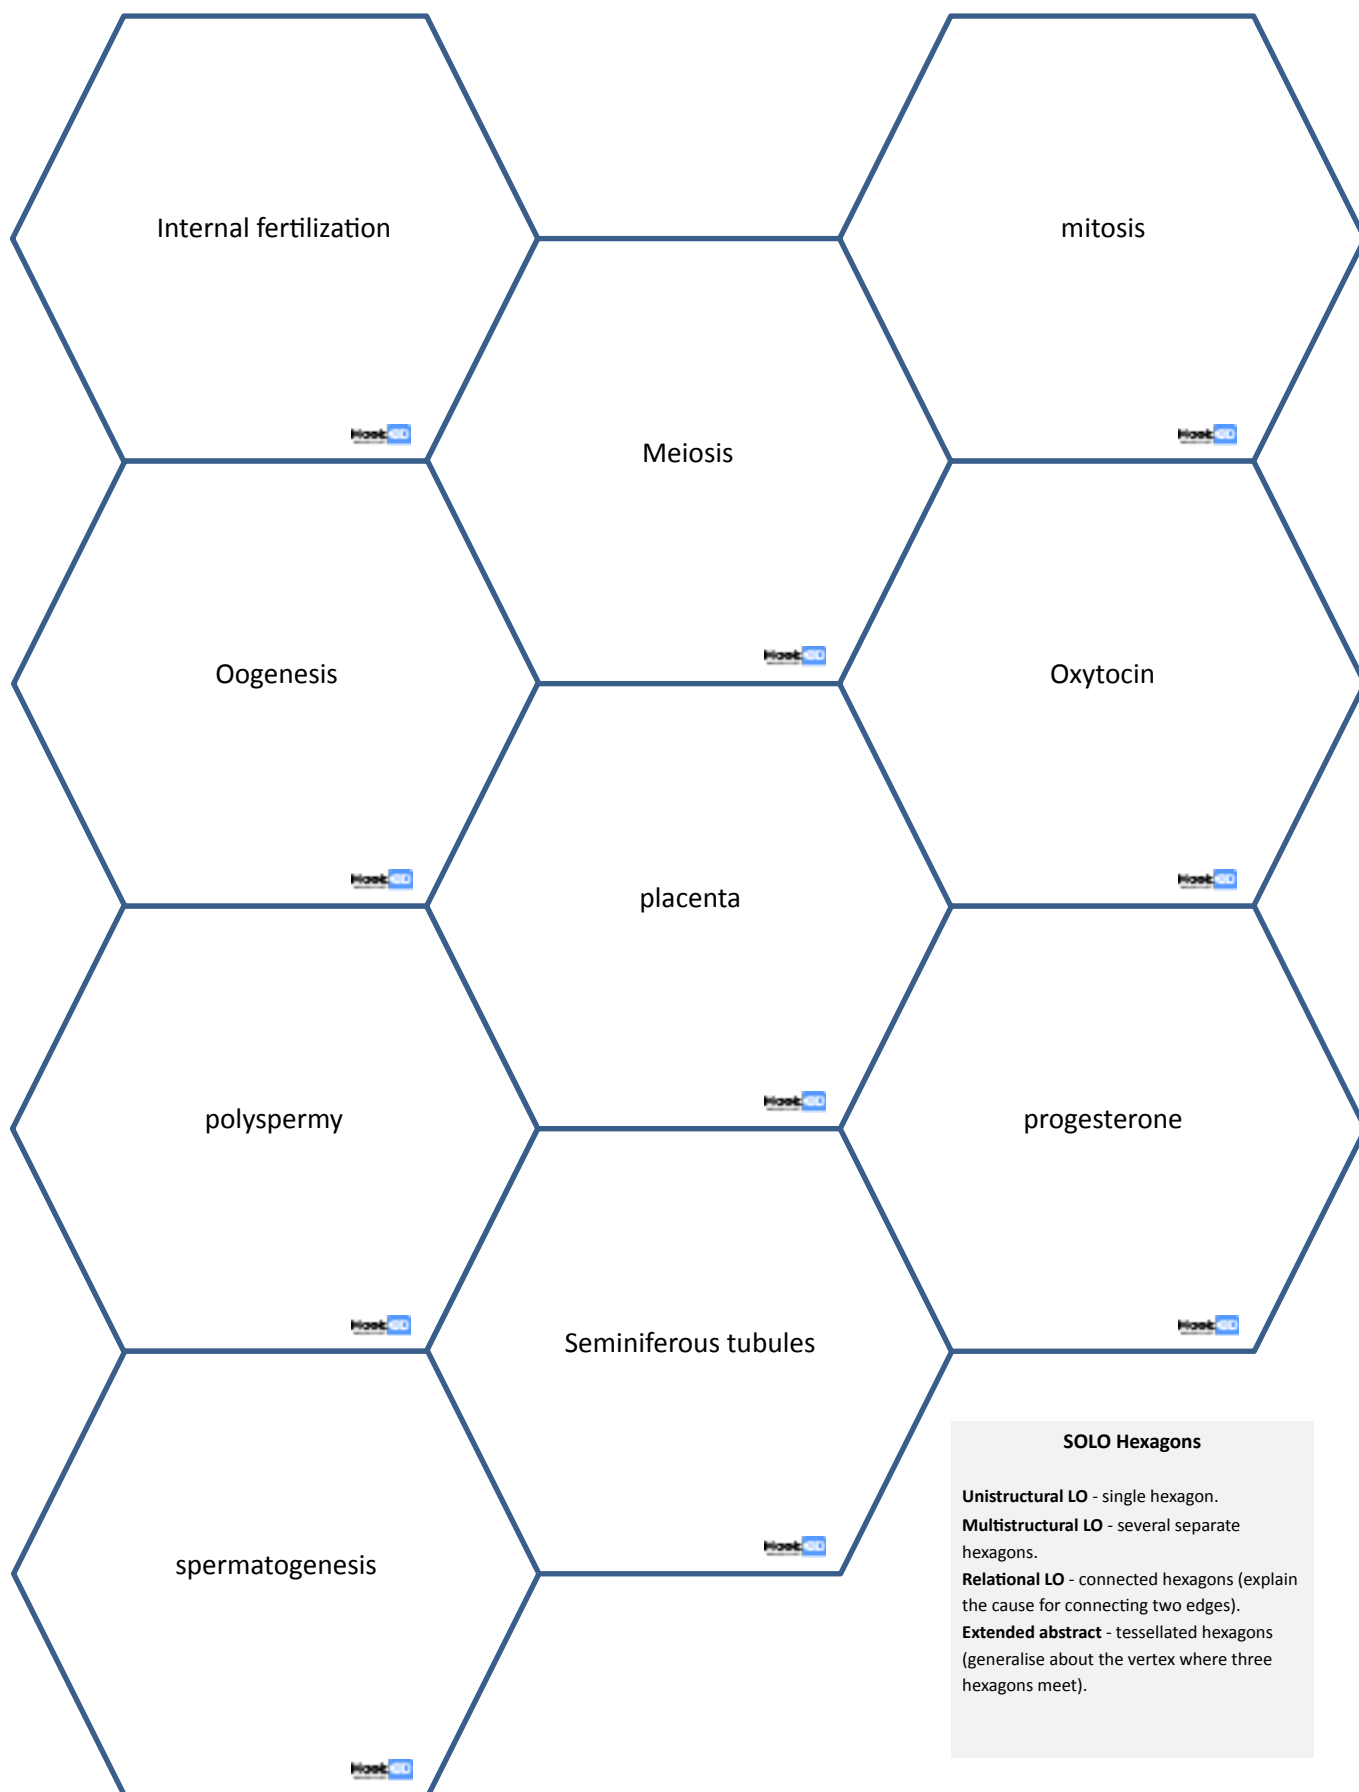 Internal fertilization
mitosis
Meiosis
Oogenesis
Oxytocin
placenta
polyspermy
progesterone
Seminiferous tubules
spermatogenesis
SOLO Hexagons
Unistructural LO - single hexagon.
Multistructural LO - several separate
hexagons.
Relational LO - connected hexagons (explain
the cause for connecting two edges).
Extended abstract - tessellated hexagons
(generalise about the vertex where three
hexagons meet).